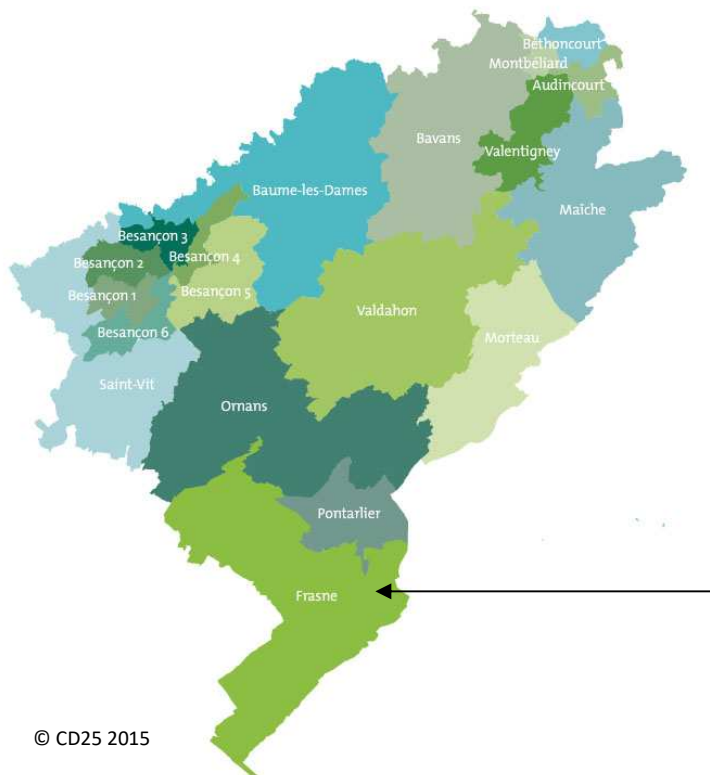 Béthoncourt
Montbéliard
Audincourt
Bavans
Valentigney
Baume-les-Dames
Maîche
Besançon 3
Besançon 4
Besançon 2
Besançon 5
Besançon 1
Valdahon
Besançon 6
Morteau
Saint-Vit
Ornans
Pontarlier
Frasne
© CD25 2015